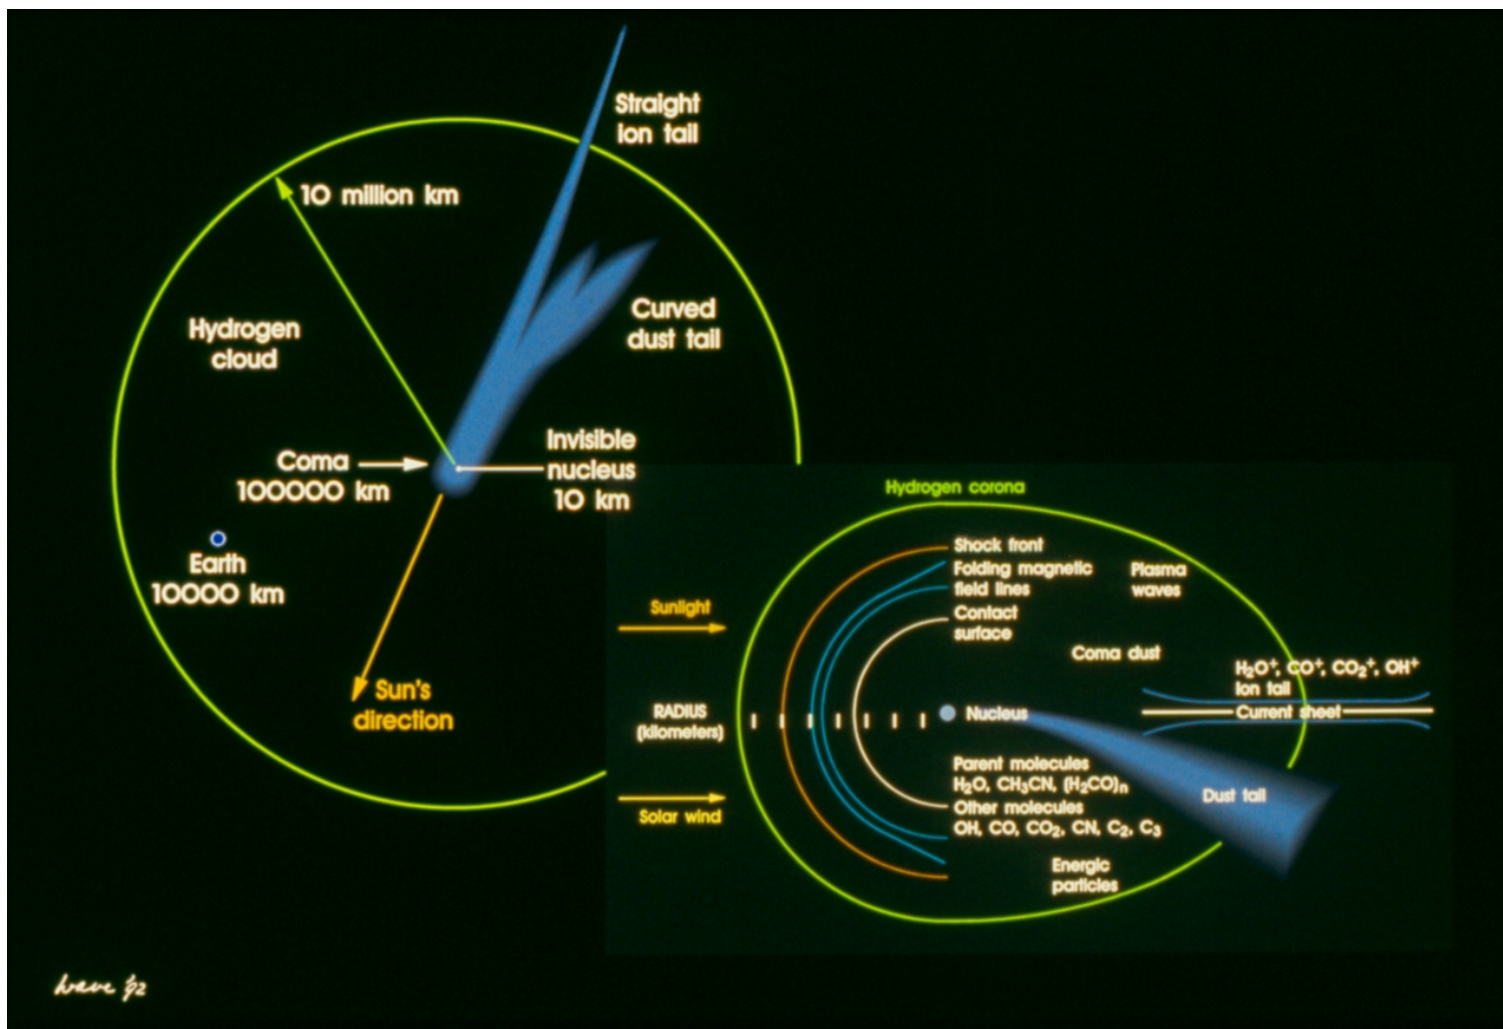 Straight
ion tail
10 million km
Curved
dust tail
Hydrogen
cloud
Coma
100000 km
Invisible
nucleus
10 km
Earth
10000 km
Sun's
direction
Hydrogen corona
Shock front
Folding magnetic
field lines
Plasma
waves
Sunlight
Contact
surface
Coma dust
H₂O⁺, CO⁺, CO₂⁺, OH⁺
Ion tail
RADIUS
(kilometers)
Nucleus
Current sheet
Parent molecules
H₂O, CH₃CN, (H₂CO)n
Dust tail
Other molecules
Solar wind
OH, CO, CO₂, CN, C₂, C₃
Energic
particles
'92